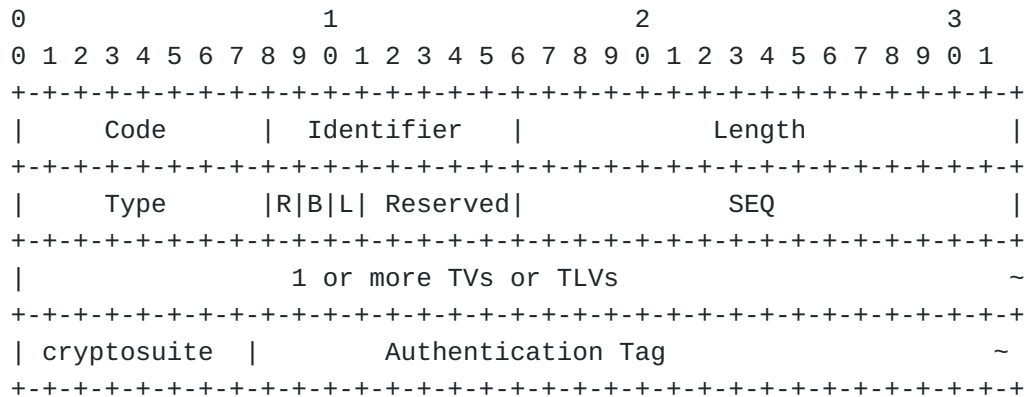 0                   1                   2                   3
0 1 2 3 4 5 6 7 8 9 0 1 2 3 4 5 6 7 8 9 0 1 2 3 4 5 6 7 8 9 0 1
+-+-+-+-+-+-+-+-+-+-+-+-+-+-+-+-+-+-+-+-+-+-+-+-+-+-+-+-+-+-+-+-+
|     Code      |  Identifier   |            Length             |
+-+-+-+-+-+-+-+-+-+-+-+-+-+-+-+-+-+-+-+-+-+-+-+-+-+-+-+-+-+-+-+-+
|     Type      |R|B|L| Reserved|             SEQ               |
+-+-+-+-+-+-+-+-+-+-+-+-+-+-+-+-+-+-+-+-+-+-+-+-+-+-+-+-+-+-+-+-+
|                 1 or more TVs or TLVs                         ~
+-+-+-+-+-+-+-+-+-+-+-+-+-+-+-+-+-+-+-+-+-+-+-+-+-+-+-+-+-+-+-+-+
| cryptosuite  |        Authentication Tag                     ~
+-+-+-+-+-+-+-+-+-+-+-+-+-+-+-+-+-+-+-+-+-+-+-+-+-+-+-+-+-+-+-+-+